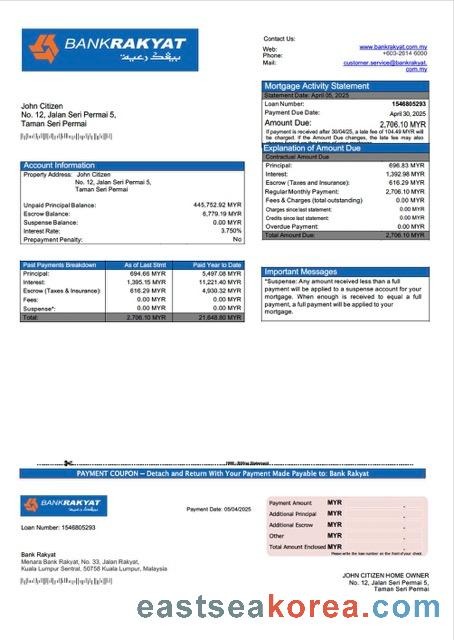 BANKRAKYAT
بيڠک رعية
Contact Us:
Web: www.bankrakyat.com.my
Phone: +603-2614 6000
Mail: customer.service@bankrakyat.
com.my
John Citizen
No. 12, Jalan Seri Permai 5,
Taman Seri Permai
Mortgage Activity Statement
Statement Date: April 05, 2025
Loan Number: 1546805293
Payment Due Date: April 30, 2025
Amount Due: 2,706.10 MYR
If payment is received after 30/04/25, a late fee of 104.49 MYR will
be charged. If the Amount Due changes, the late fee may also
Explanation of Amount Due
Contractual Amount Due
Principal: 696.83 MYR
Interest: 1,392.98 MYR
Escrow (Taxes and Insurance): 616.29 MYR
Regular Monthly Payment: 2,706.10 MYR
Fees & Charges (total outstanding) 0.00 MYR
Charges since last statement: 0.00 MYR
Credits since last statement: 0.00 MYR
Overdue Payment: 0.00 MYR
Total Amount Due: 2,706.10 MYR
Account Information
Property Address: John Citizen
No. 12, Jalan Seri Permai 5,
Taman Seri Permai
Unpaid Principal Balance: 445,752.92 MYR
Escrow Balance: 6,779.19 MYR
Suspense Balance: 0.00 MYR
Interest Rate: 3.750%
Prepayment Penalty: No
Past Payments Breakdown As of Last Stmt Paid Year to Date
Principal: 694.66 MYR 5,497.08 MYR
Interest: 1,395.15 MYR 11,221.40 MYR
Escrow (Taxes & Insurance): 616.29 MYR 4,930.32 MYR
Fees: 0.00 MYR 0.00 MYR
Suspense*: 0.00 MYR 0.00 MYR
Total: 2,706.10 MYR 21,648.80 MYR
Important Messages
*Suspense: Any amount received less than a full
payment will be applied to a suspense account for your
mortgage. When enough is received to equal a full
payment, a full payment will be applied to your
mortgage.
PAYMENT COUPON – Detach and Return With Your Payment Made Payable to: Bank Rakyat
BANKRAKYAT
بيڠک رعية
Payment Date: 05/04/2025
Loan Number: 1546805293
Payment Amount MYR .
Additional Principal MYR .
Additional Escrow MYR .
Other MYR .
Total Amount Enclosed MYR .
Please write the loan number on the front of your check.
Bank Rakyat
Menara Bank Rakyat, No. 33, Jalan Rakyat,
Kuala Lumpur Sentral, 50758 Kuala Lumpur, Malaysia
JOHN CITIZEN HOME OWNER
No. 12, Jalan Seri Permai 5,
Taman Seri Permai
eastseakorea.com